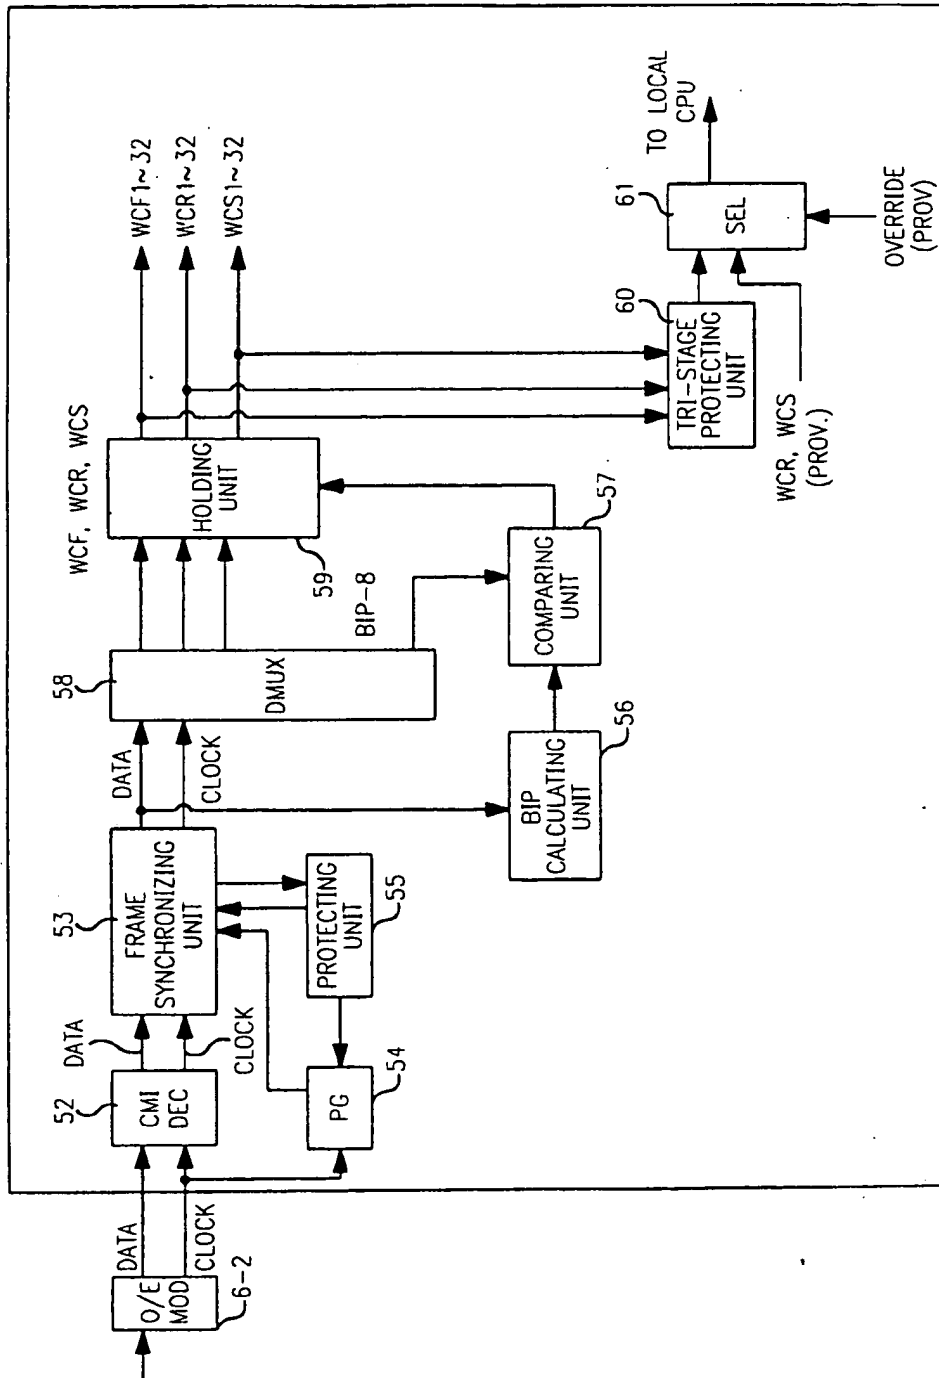 O/E
MOD
6-2
DATA
CLOCK
52
CMI
DEC
DATA
CLOCK
PG
54
53
FRAME
SYNCHRONIZING
UNIT
PROTECTING
UNIT
55
DATA
CLOCK
58
DMUX
BIP-8
BIP
CALCULATING
UNIT
56
COMPARING
UNIT
57
WCF, WCR, WCS
HOLDING
UNIT
59
WCF1~32
WCR1~32
WCS1~32
60
TRI-STAGE
PROTECTING
UNIT
WCR, WCS
(PROV.)
61
SEL
OVERRIDE
(PROV)
TO LOCAL
CPU